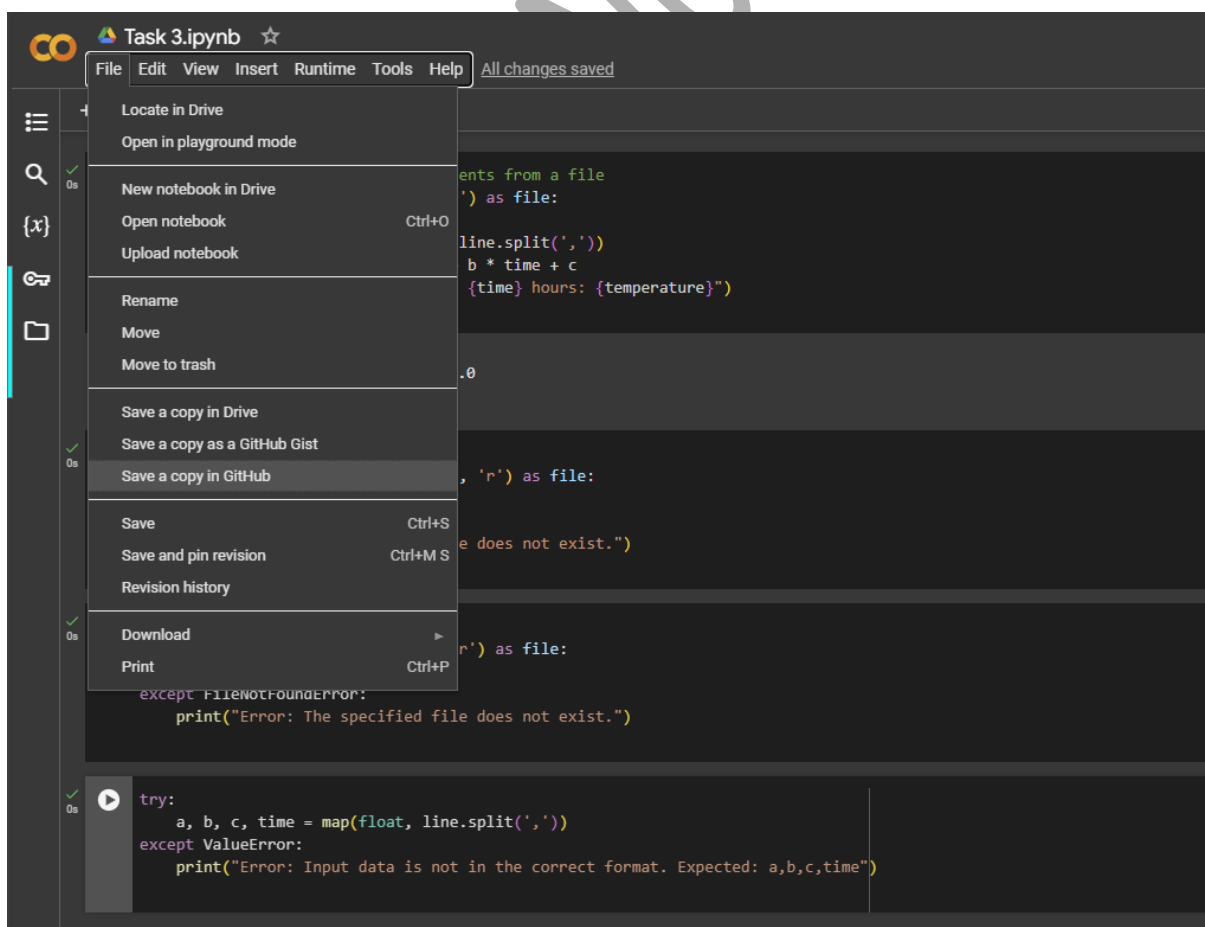 Task 3.ipynb
File Edit View Insert Runtime Tools Help All changes saved
Locate in Drive
Open in playground mode
New notebook in Drive
Open notebook Ctrl+O
Upload notebook
Rename
Move
Move to trash
Save a copy in Drive
Save a copy as a GitHub Gist
Save a copy in GitHub
Save Ctrl+S
Save and pin revision Ctrl+M S
Revision history
Download
Print Ctrl+P
{x}
0s
ents from a file
') as file:
line.split(','))
b * time + c
{time} hours: {temperature}")
.0
0s
, 'r') as file:
e does not exist.")
0s
r') as file:
except FileNotFoundError:
print("Error: The specified file does not exist.")
0s
try:
a, b, c, time = map(float, line.split(','))
except ValueError:
print("Error: Input data is not in the correct format. Expected: a,b,c,time")